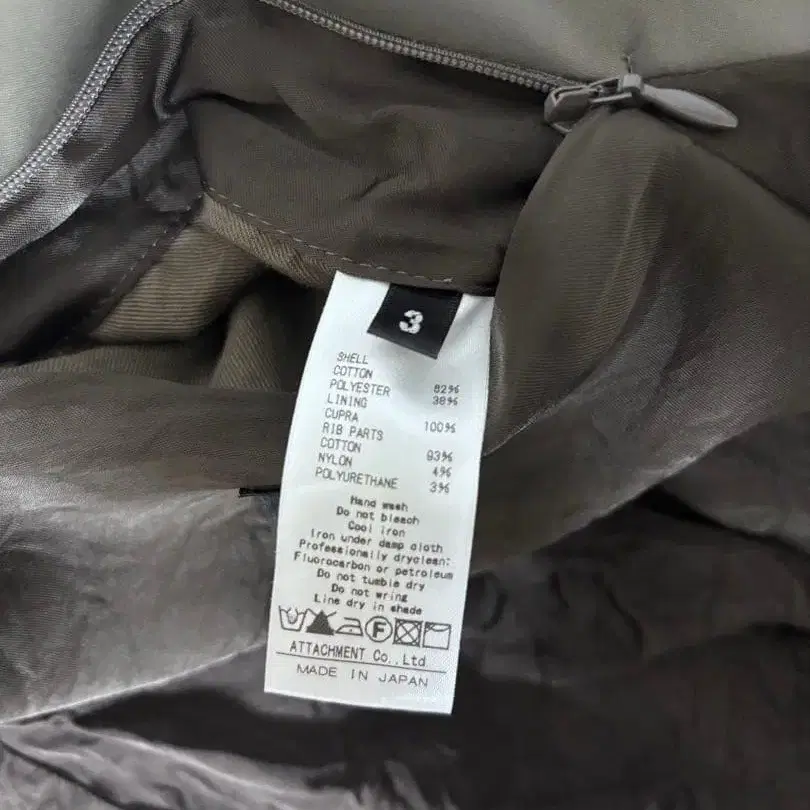 3
SHELL
COTTON 82%
POLYESTER 38%
LINING
CUPRA 100%
RIB PARTS
COTTON 93%
NYLON 4%
POLYURETHANE 3%
Hand wash
Do not bleach
Cool iron
Iron under damp cloth
Professionally dryclean:
Fluorocarbon or petroleum
Do not tumble dry
Do not wring
Line dry in shade
F
ATTACHMENT Co.,Ltd
MADE IN JAPAN